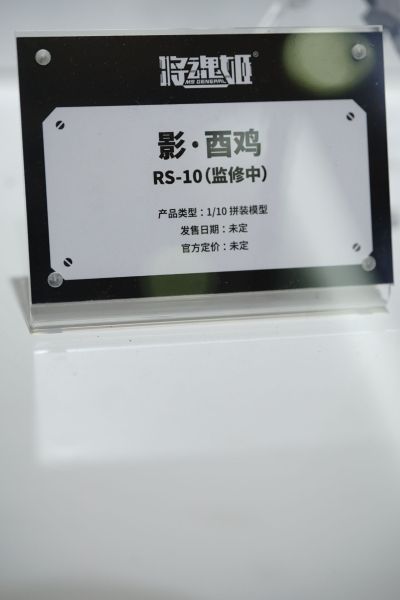 将魂姬®
MS GENERAL
影·酉鸡
RS-10(监修中)
产品类型：1/10 拼装模型
发售日期：未定
官方定价：未定